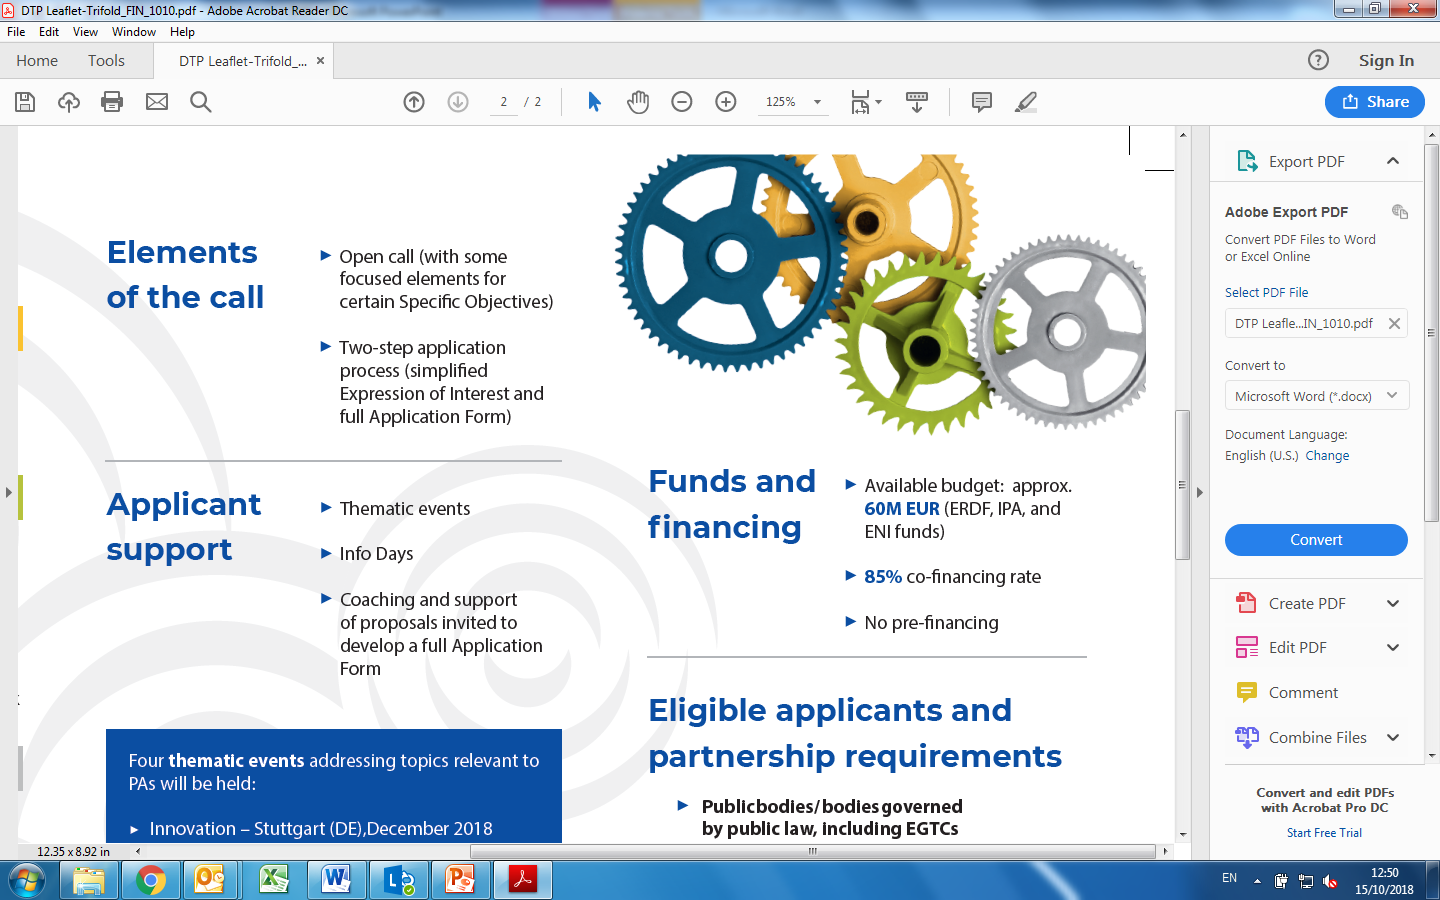 DTP Leaflet-Trifold_FIN_1010.pdf - Adobe Acrobat Reader DC
File Edit View Window Help
Home Tools DTP Leaflet-Trifold_... × Sign In
2 / 2 125% Share
Elements
of the call
► Open call (with some
focused elements for
certain Specific Objectives)
► Two-step application
process (simplified
Expression of Interest and
full Application Form)
Applicant
support
► Thematic events
► Info Days
► Coaching and support
of proposals invited to
develop a full Application
Form
Four thematic events addressing topics relevant to
PAs will be held:
► Innovation – Stuttgart (DE),December 2018
Funds and
financing
► Available budget: approx.
60M EUR (ERDF, IPA, and
ENI funds)
► 85% co-financing rate
► No pre-financing
Eligible applicants and
partnership requirements
► Public bodies/ bodies governed
by public law, including EGTCs
Export PDF
Adobe Export PDF
Convert PDF Files to Word
or Excel Online
Select PDF File
DTP Leafle...IN_1010.pdf
Convert to
Microsoft Word (*.docx)
Document Language:
English (U.S.) Change
Convert
Create PDF
Edit PDF
Comment
Combine Files
Convert and edit PDFs
with Acrobat Pro DC
Start Free Trial
12.35 x 8.92 in
EN 12:50
15/10/2018